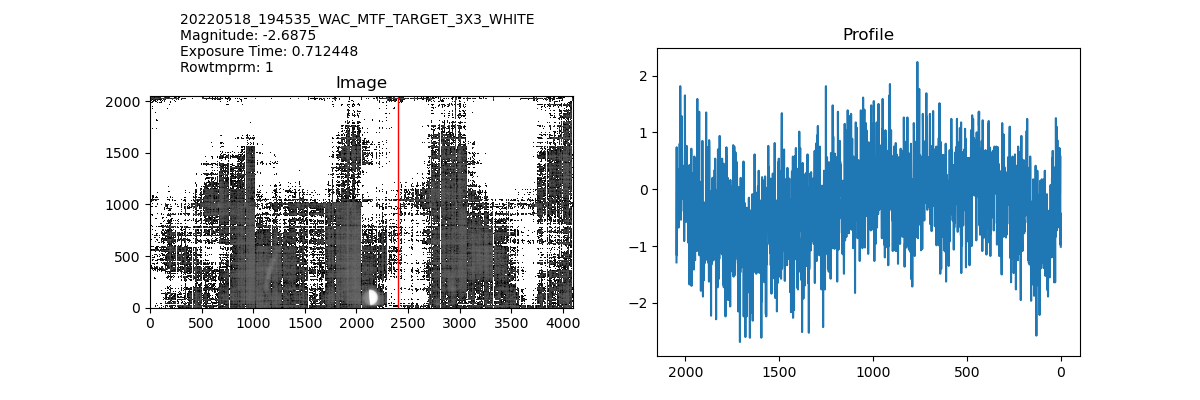 20220518_194535_WAC_MTF_TARGET_3X3_WHITE
Magnitude: -2.6875
Exposure Time: 0.712448
Rowtmprm: 1
Image
2000
1500
1000
500
0
0 500 1000 1500 2000 2500 3000 3500 4000
Profile
2
1
0
−1
−2
2000 1500 1000 500 0